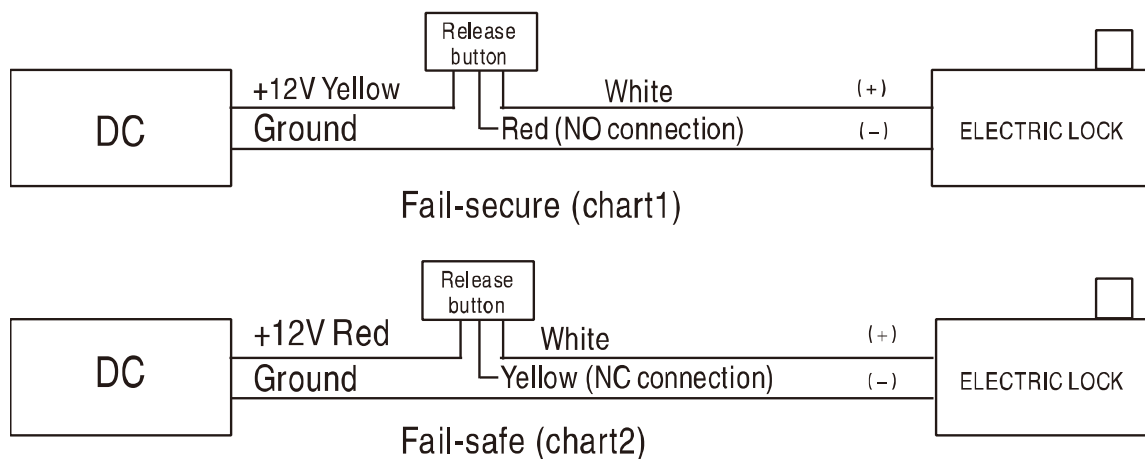 Release
button
+12V Yellow
White
(+)
DC
Ground
Red (NO connection)
(-)
ELECTRIC LOCK
Fail-secure (chart1)
Release
button
+12V Red
White
(+)
DC
Ground
Yellow (NC connection)
(-)
ELECTRIC LOCK
Fail-safe (chart2)